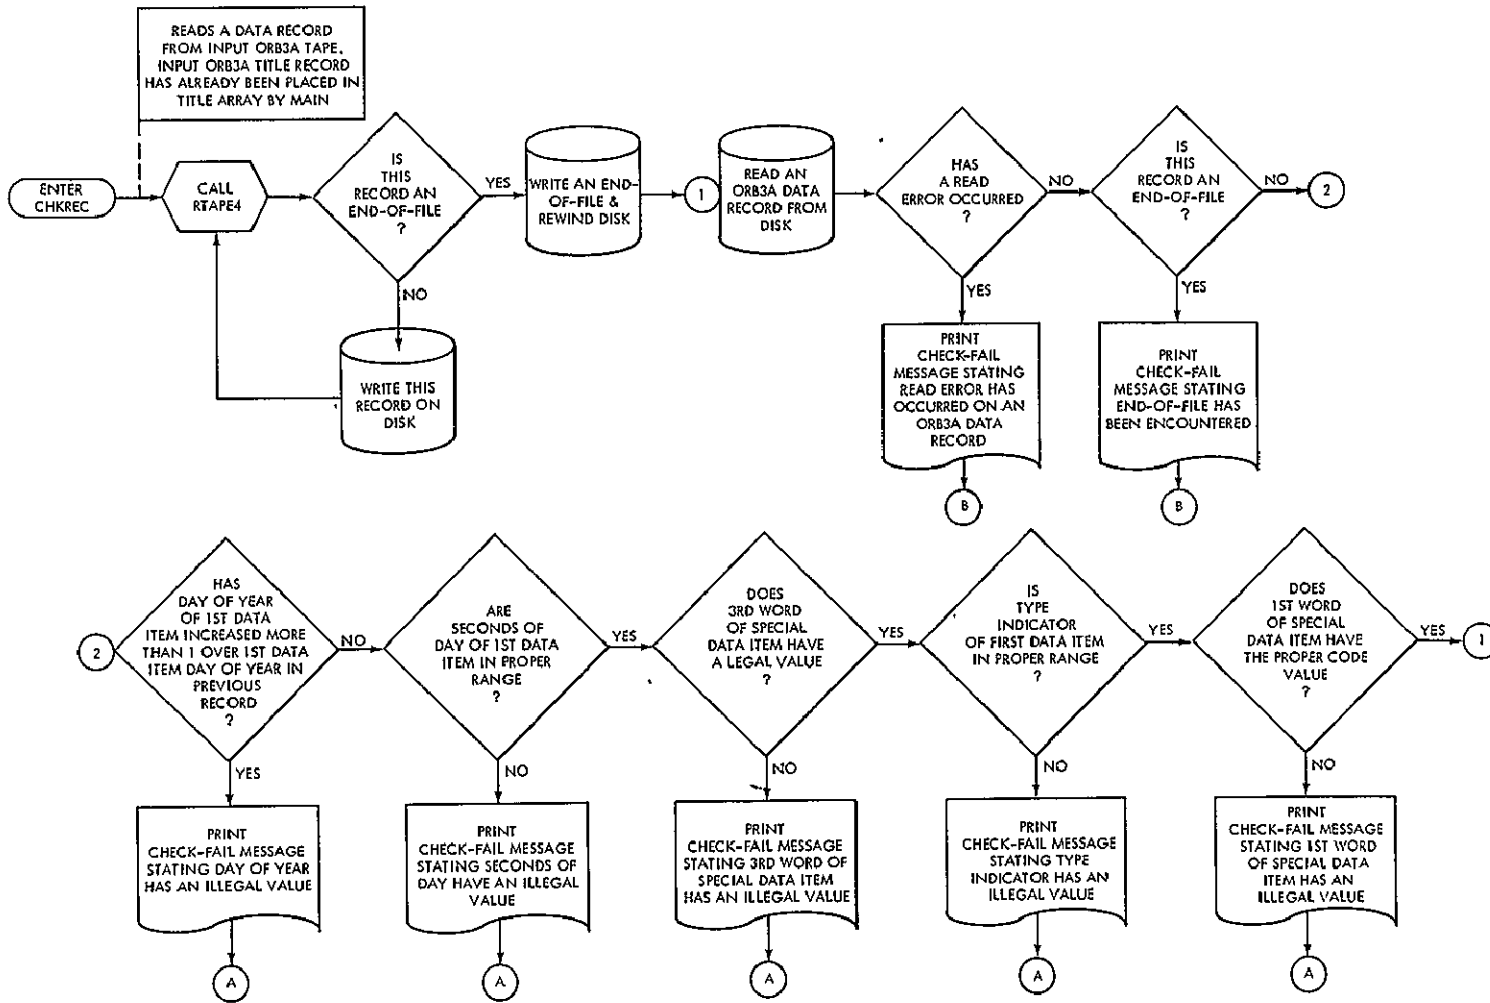 READS A DATA RECORD
FROM INPUT ORB3A TAPE.
INPUT ORB3A TITLE RECORD
HAS ALREADY BEEN PLACED IN
TITLE ARRAY BY MAIN
ENTER
CHKREC
CALL
RTAPE4
IS
THIS
RECORD AN
END-OF-FILE
?
YES
NO
WRITE THIS
RECORD ON
DISK
WRITE AN END-
OF-FILE &
REWIND DISK
1
READ AN
ORB3A DATA
RECORD FROM
DISK
HAS
A READ
ERROR OCCURRED
?
NO
YES
PRINT
CHECK-FAIL
MESSAGE STATING
READ ERROR HAS
OCCURRED ON AN
ORB3A DATA
RECORD
B
IS
THIS
RECORD AN
END-OF-FILE
?
NO
2
YES
PRINT
CHECK-FAIL
MESSAGE STATING
END-OF-FILE HAS
BEEN ENCOUNTERED
B
2
HAS
DAY OF YEAR
OF 1ST DATA
ITEM INCREASED MORE
THAN 1 OVER 1ST DATA
ITEM DAY OF YEAR IN
PREVIOUS
RECORD
?
NO
YES
PRINT
CHECK-FAIL MESSAGE
STATING DAY OF YEAR
HAS AN ILLEGAL VALUE
A
ARE
SECONDS OF
DAY OF 1ST DATA
ITEM IN PROPER
RANGE
?
YES
NO
PRINT
CHECK-FAIL MESSAGE
STATING SECONDS OF
DAY HAVE AN ILLEGAL
VALUE
A
DOES
3RD WORD
OF SPECIAL
DATA ITEM HAVE
A LEGAL VALUE
?
YES
NO
PRINT
CHECK-FAIL MESSAGE
STATING 3RD WORD OF
SPECIAL DATA ITEM
HAS AN ILLEGAL VALUE
A
IS
TYPE
INDICATOR
OF FIRST DATA ITEM
IN PROPER RANGE
?
YES
NO
PRINT
CHECK-FAIL MESSAGE
STATING TYPE
INDICATOR HAS AN
ILLEGAL VALUE
A
DOES
1ST WORD
OF SPECIAL
DATA ITEM HAVE
THE PROPER CODE
VALUE
?
YES
1
NO
PRINT
CHECK-FAIL MESSAGE
STATING 1ST WORD
OF SPECIAL DATA
ITEM HAS AN
ILLEGAL VALUE
A